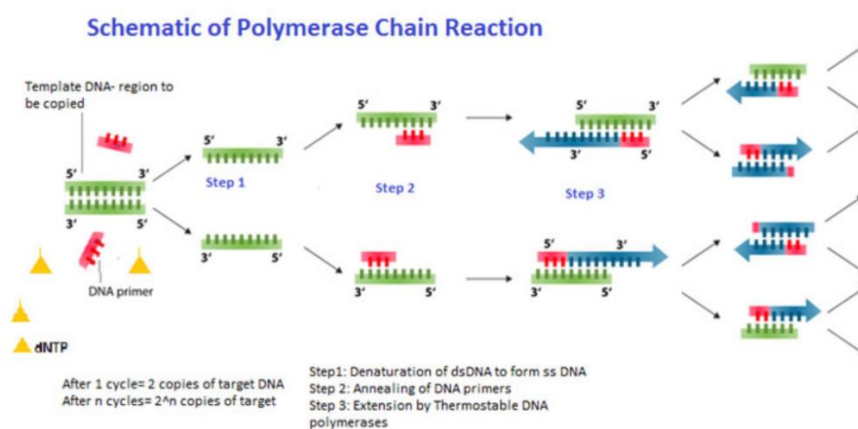 Schematic of Polymerase Chain Reaction
Template DNA- region to
be copied
5′ 3′
3′ 5′
DNA primer
dNTP
5′ 3′
Step 1
3′ 5′
5′ 3′
Step 2
3′ 5′
5′ 3′
3′ 5′
Step 3
5′ 3′
3′ 5′
After 1 cycle= 2 copies of target DNA
After n cycles= 2^n copies of target
Step1: Denaturation of dsDNA to form ss DNA
Step 2: Annealing of DNA primers
Step 3: Extension by Thermostable DNA
polymerases